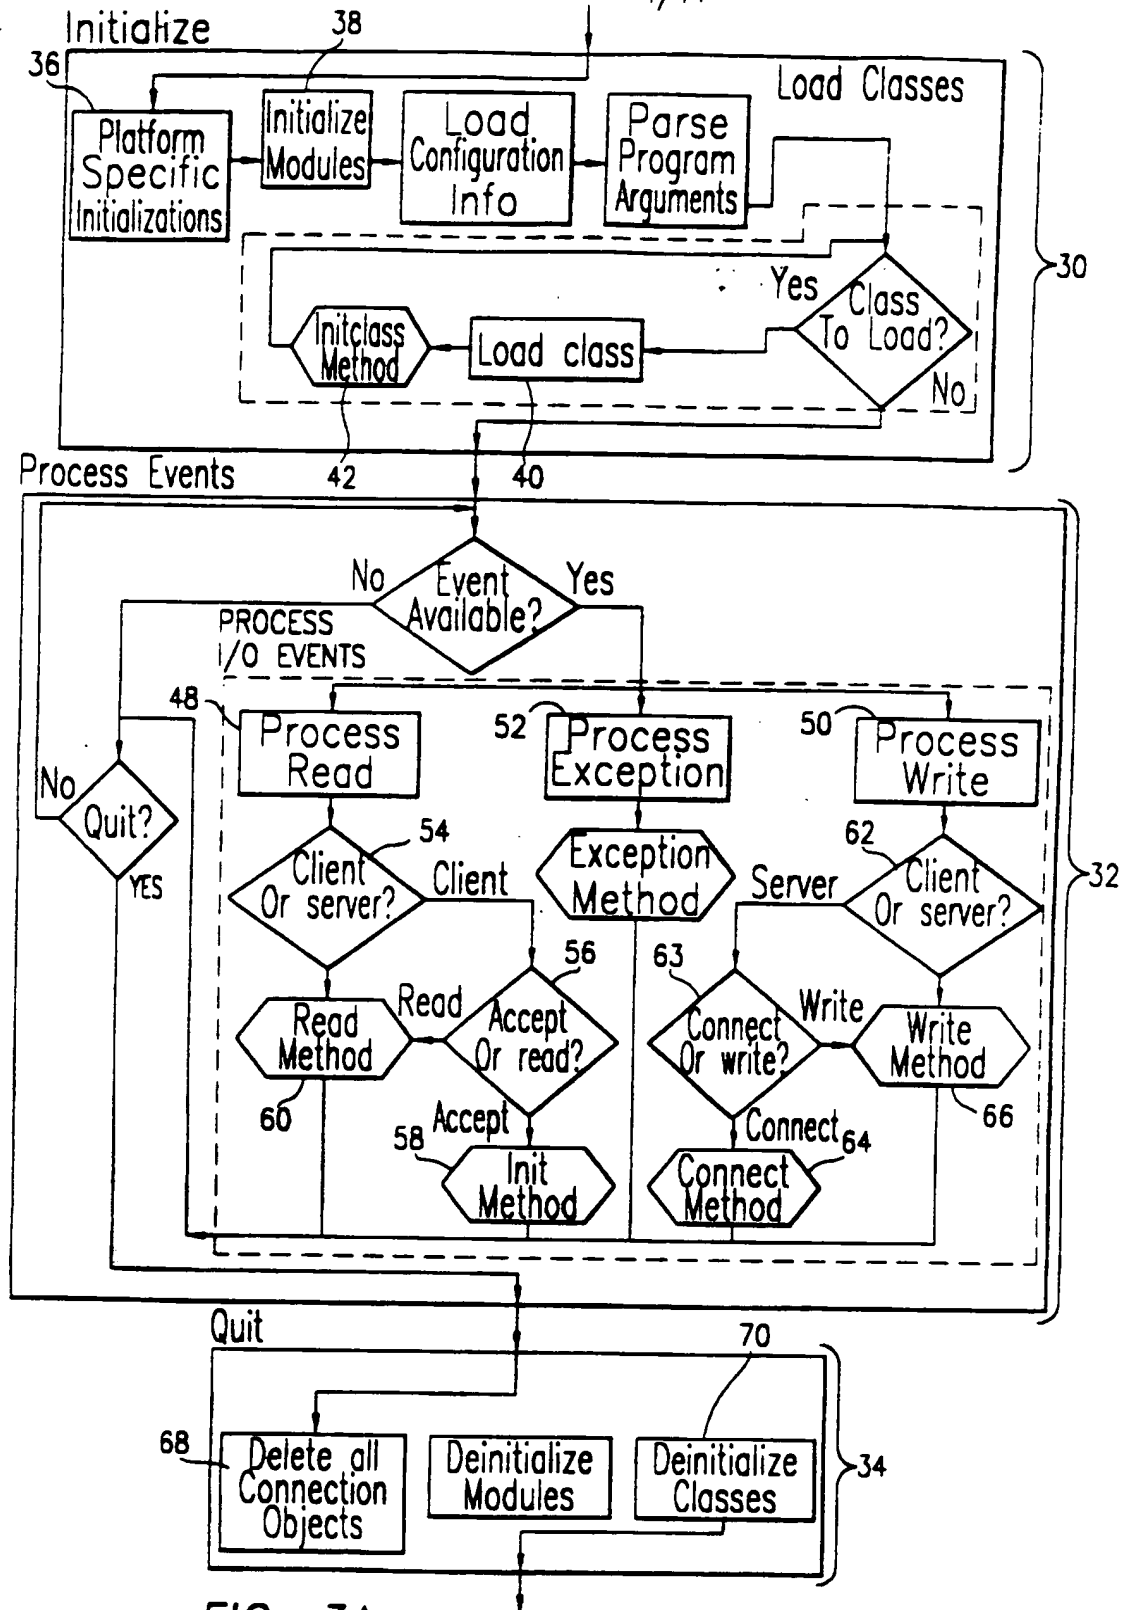 Initialize
38
36
Load Classes
Platform
Specific
Initializations
Initialize
Modules
Load
Configuration
Info
Parse
Program
Arguments
30
Yes
Class
To Load?
No
Initclass
Method
Load class
42
40
Process Events
No
Event
Available?
Yes
PROCESS
/O EVENTS
48
Process
Read
52
Process
Exception
50
Process
Write
No
Quit?
YES
54
Client
Or server?
Client
Exception
Method
62
Server
Client
Or server?
32
56
63
Read
Method
Read
Accept
Or read?
Connect
Or write?
Write
Write
Method
60
Accept
58
Init
Method
Connect
64
Connect
Method
66
Quit
70
68
Delete all
Connection
Objects
Deinitialize
Modules
Deinitialize
Classes
34